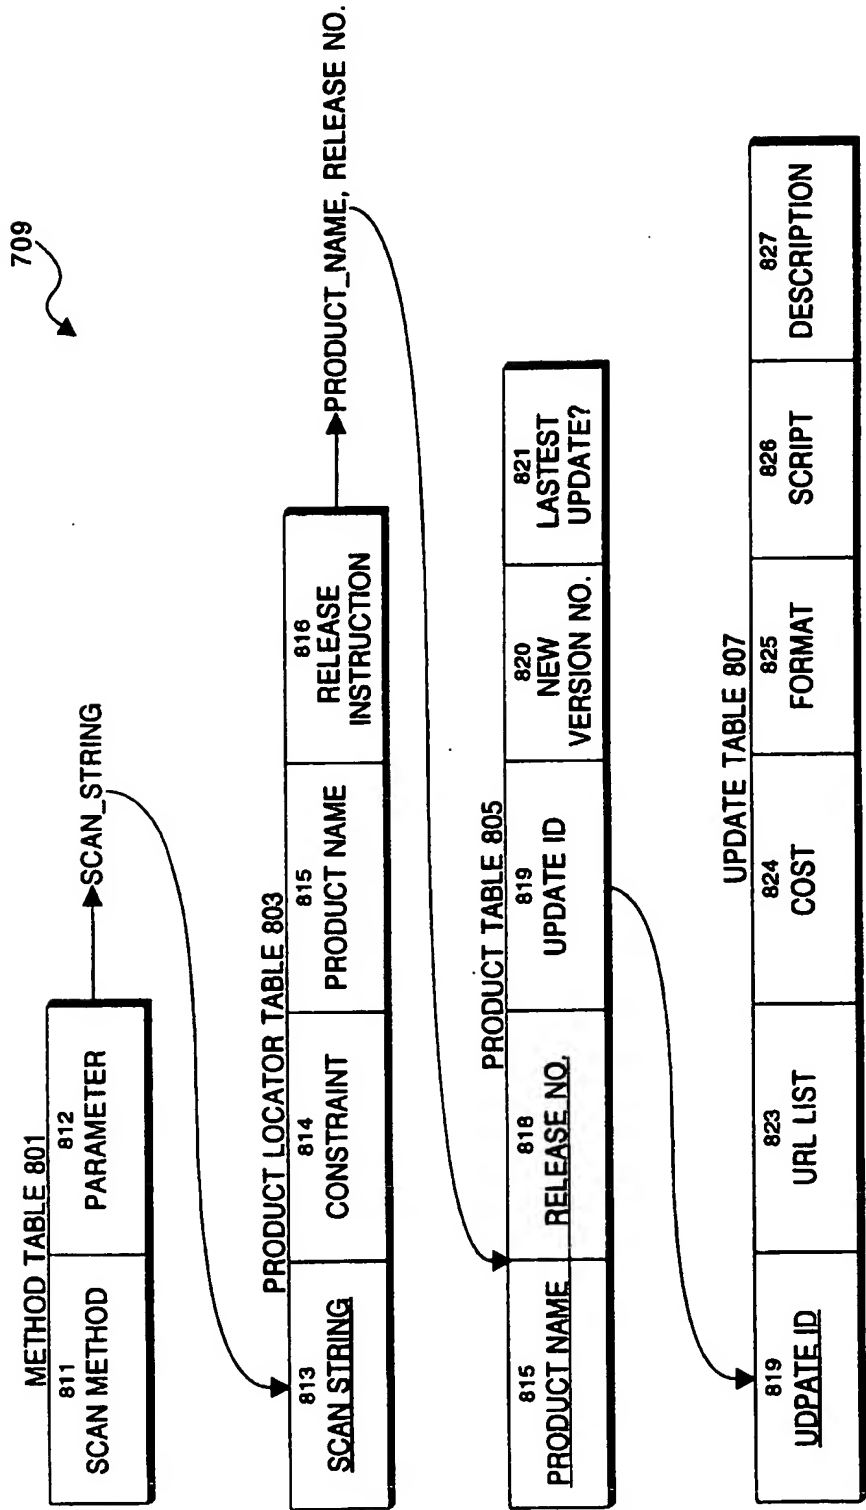 709
METHOD TABLE 801
811
SCAN METHOD
812
PARAMETER
SCAN_STRING
PRODUCT LOCATOR TABLE 803
813
SCAN STRING
814
CONSTRAINT
815
PRODUCT NAME
816
RELEASE
INSTRUCTION
PRODUCT_NAME, RELEASE NO.
PRODUCT TABLE 805
815
PRODUCT NAME
818
RELEASE NO.
819
UPDATE ID
820
NEW
VERSION NO.
821
LASTEST
UPDATE?
UPDATE TABLE 807
819
UDPATE ID
823
URL LIST
824
COST
825
FORMAT
826
SCRIPT
827
DESCRIPTION